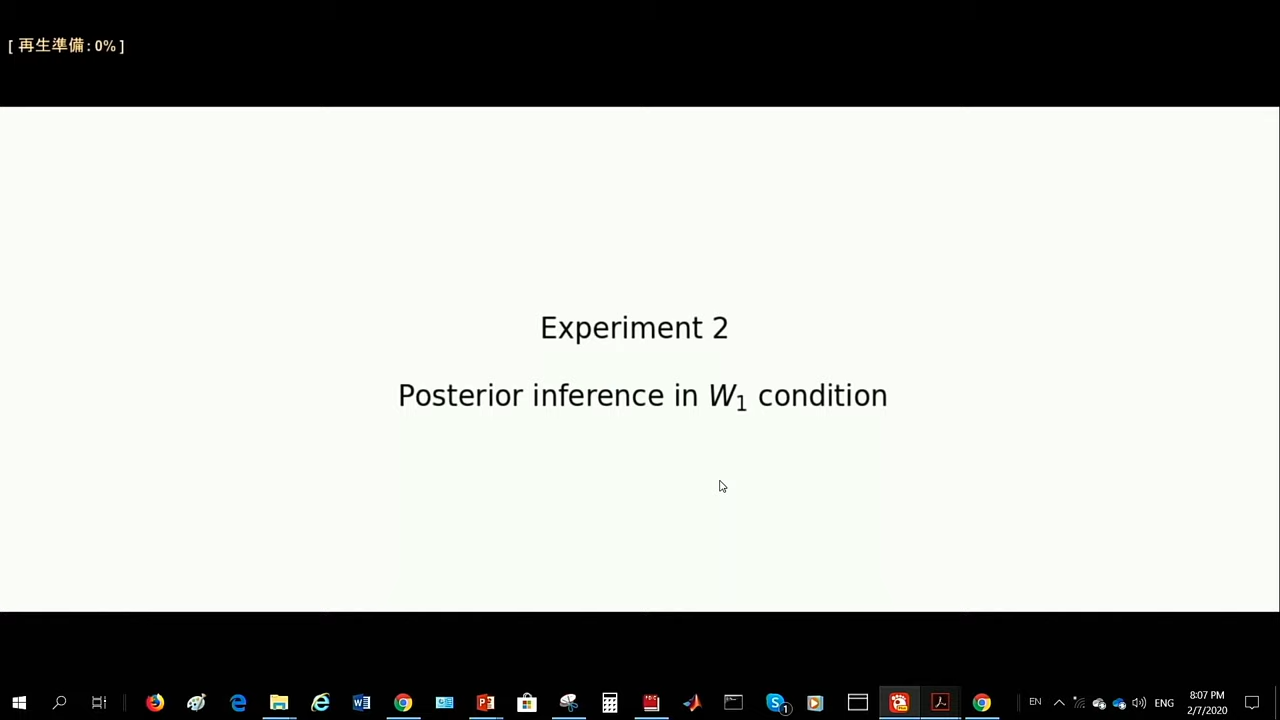 [ 再生準備: 0% ]
Experiment 2
Posterior inference in W₁ condition
EN
ENG
8:07 PM
2/7/2020